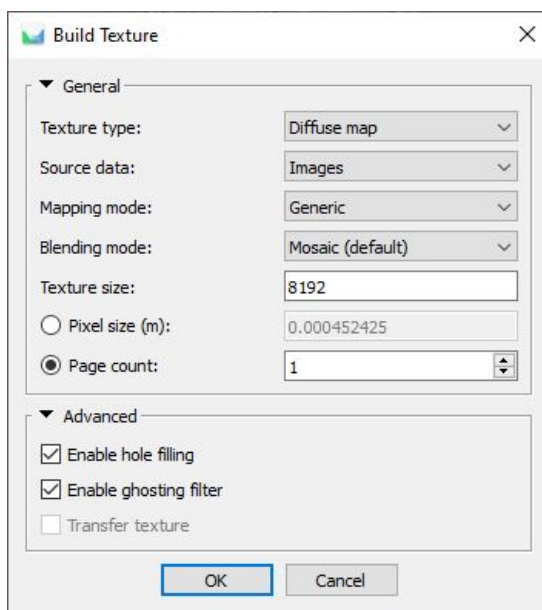 Build Texture
General
Texture type: Diffuse map
Source data: Images
Mapping mode: Generic
Blending mode: Mosaic (default)
Texture size: 8192
Pixel size (m): 0.000452425
Page count: 1
Advanced
Enable hole filling
Enable ghosting filter
Transfer texture
OK Cancel